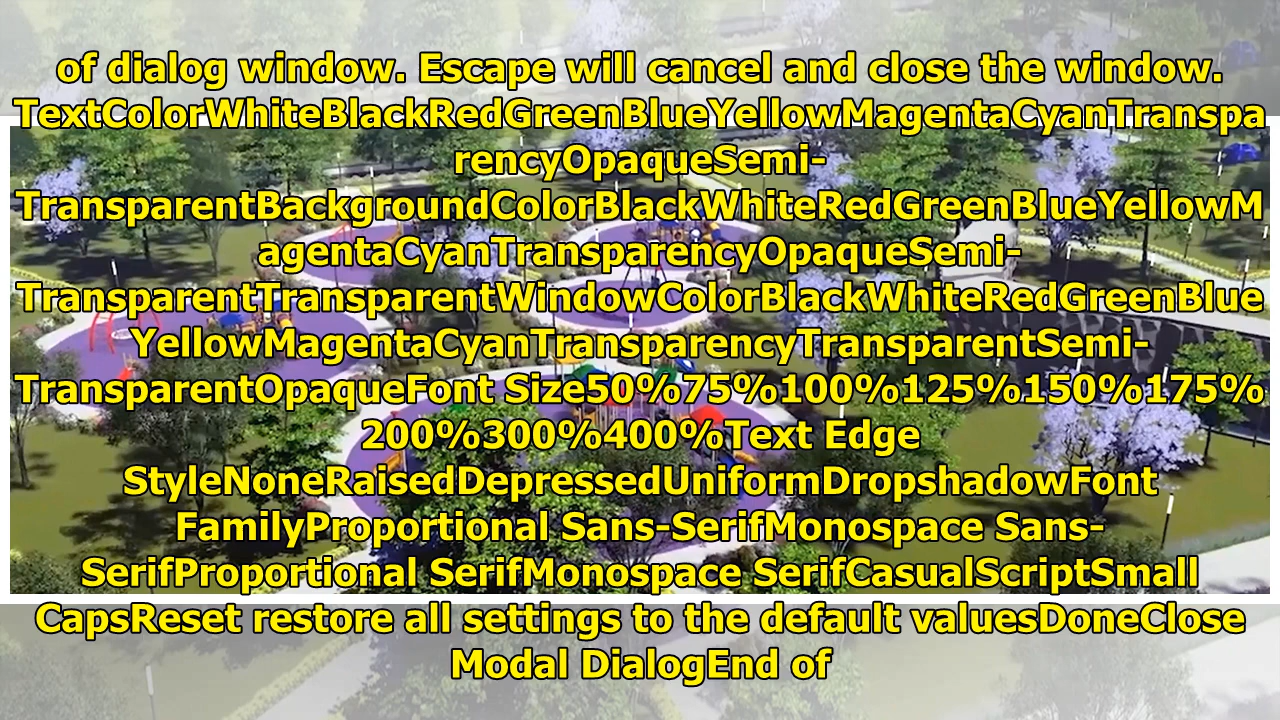 of dialog window. Escape will cancel and close the window.
TextColorWhiteBlackRedGreenBlueYellowMagentaCyanTranspa
rencyOpaqueSemi-
TransparentBackgroundColorBlackWhiteRedGreenBlueYellowM
agentaCyanTransparencyOpaqueSemi-
TransparentTransparentWindowColorBlackWhiteRedGreenBlue
YellowMagentaCyanTransparencyTransparentSemi-
TransparentOpaqueFont Size50%75%100%125%150%175%
200%300%400%Text Edge
StyleNoneRaisedDepressedUniformDropshadowFont
FamilyProportional Sans-SerifMonospace Sans-
SerifProportional SerifMonospace SerifCasualScriptSmall
CapsReset restore all settings to the default valuesDoneClose
Modal DialogEnd of